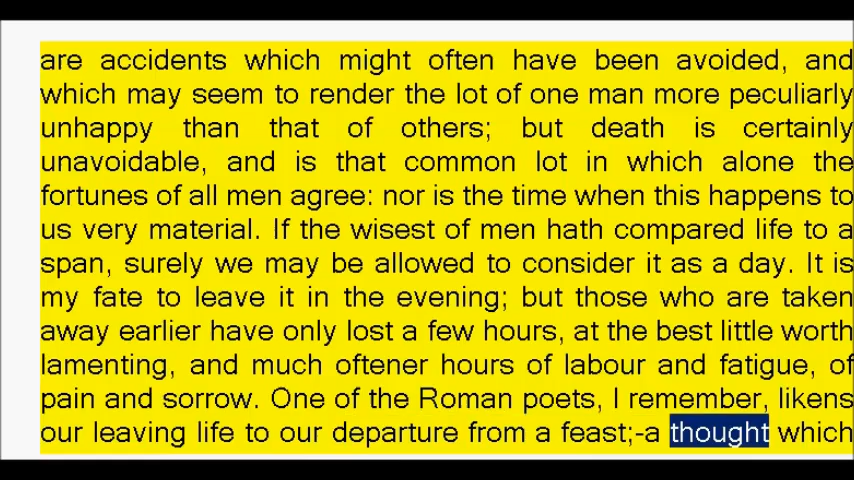 are accidents which might often have been avoided, and
which may seem to render the lot of one man more peculiarly
unhappy than that of others; but death is certainly
unavoidable, and is that common lot in which alone the
fortunes of all men agree: nor is the time when this happens to
us very material. If the wisest of men hath compared life to a
span, surely we may be allowed to consider it as a day. It is
my fate to leave it in the evening; but those who are taken
away earlier have only lost a few hours, at the best little worth
lamenting, and much oftener hours of labour and fatigue, of
pain and sorrow. One of the Roman poets, I remember, likens
our leaving life to our departure from a feast;-a thought which